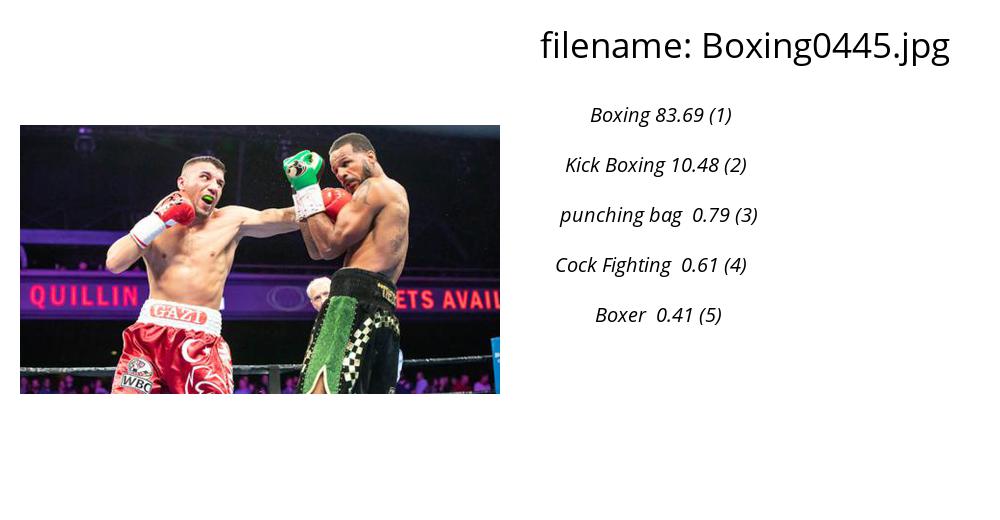 filename: Boxing0445.jpg
Boxing 83.69 (1)
Kick Boxing 10.48 (2)
punching bag 0.79 (3)
Cock Fighting 0.61 (4)
Boxer 0.41 (5)
QUILLIN
ETS AVAIL
GAZI
WBC